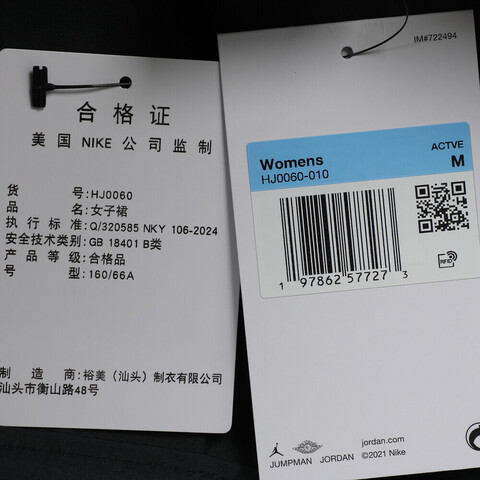 合格证
美国 NIKE 公司监制
货号:HJ0060
品名:女子裙
执行标准:Q/320585 NKY 106-2024
安全技术类别:GB 18401 B类
产品等级:合格品
号型:160/66A
制造商:裕美（汕头）制衣有限公司
汕头市衡山路48号
IM#722494
ACTVE
Womens M
HJ0060-010
RFID
1 97862 57727 3
JUMPMAN JORDAN
jordan.com
©2021 Nike